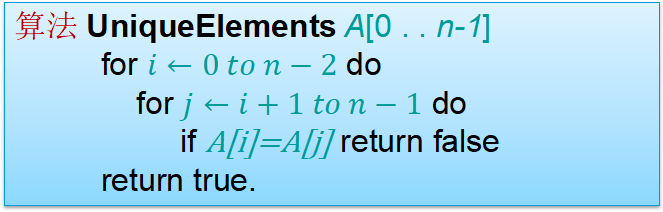 算法 UniqueElements A[0 . . n-1]
for i ← 0 to n − 2 do
for j ← i + 1 to n − 1 do
if A[i]=A[j] return false
return true.